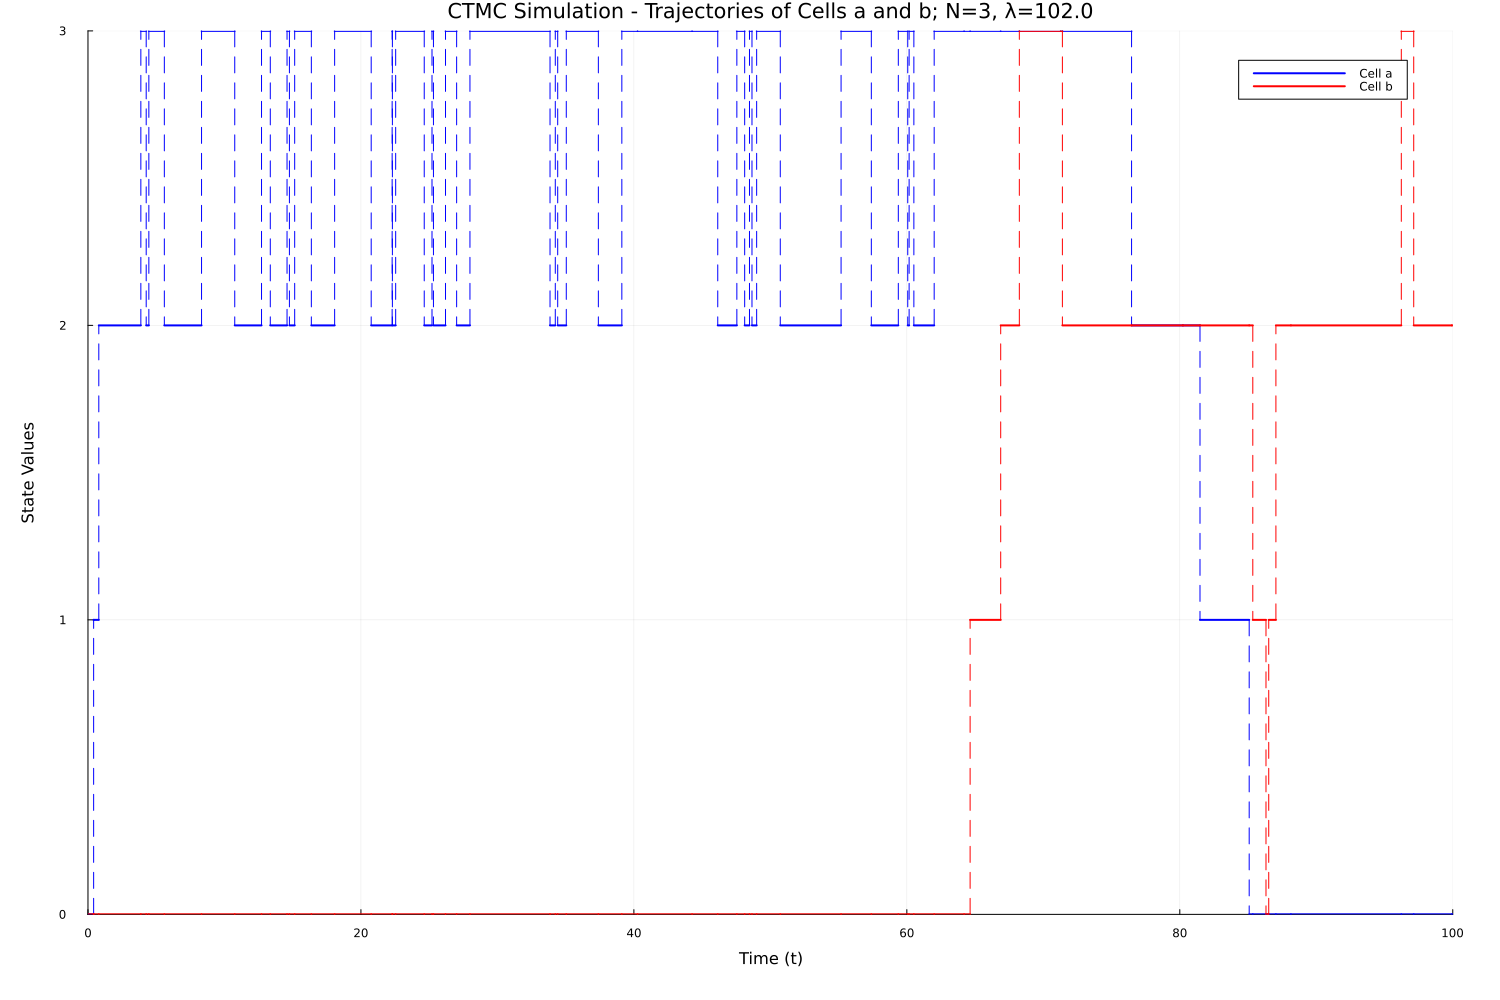 CTMC Simulation - Trajectories of Cells a and b; N=3, λ=102.0
3
Cell a
Cell b
2
State Values
1
0
0 20 40 60 80 100
Time (t)